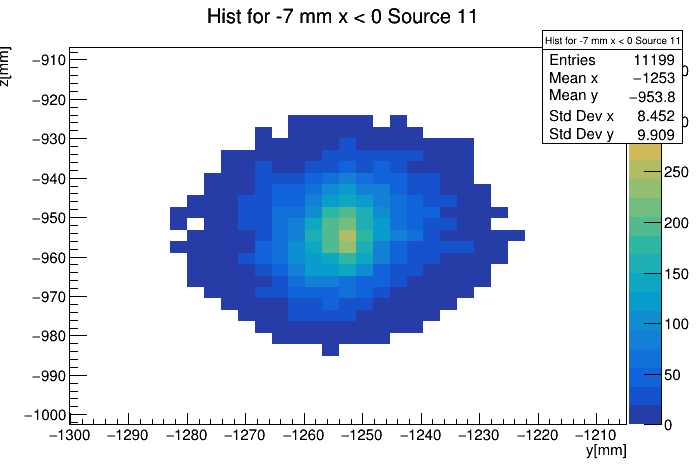 Hist for -7 mm x < 0 Source 11
z[mm]
Hist for -7 mm x < 0 Source 11
Entries 11199
Mean x −1253
Mean y −953.8
Std Dev x 8.452
Std Dev y 9.909
−910
−920
−930
−940
−950
−960
−970
−980
−990
−1000
250
200
150
100
50
0
−1300 −1290 −1280 −1270 −1260 −1250 −1240 −1230 −1220 −1210
y[mm]